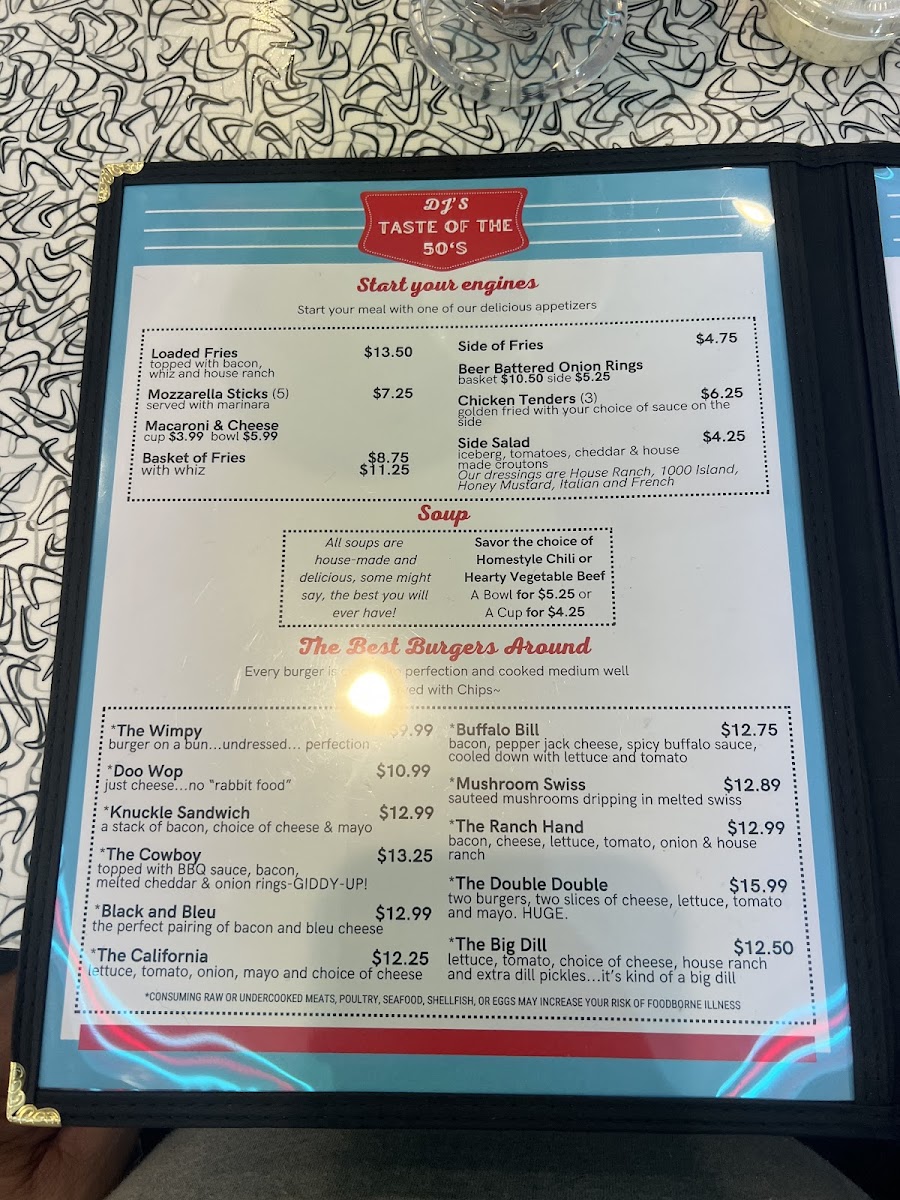 DJ'S
TASTE OF THE
50'S
Start your engines
Start your meal with one of our delicious appetizers
Loaded Fries $13.50
topped with bacon,
whiz and house ranch
Mozzarella Sticks (5) $7.25
served with marinara
Macaroni & Cheese
cup $3.99 bowl $5.99
Basket of Fries $8.75
with whiz $11.25
Side of Fries $4.75
Beer Battered Onion Rings
basket $10.50 side $5.25
Chicken Tenders (3) $6.25
golden fried with your choice of sauce on the
side
Side Salad $4.25
iceberg, tomatoes, cheddar & house
made croutons
Our dressings are House Ranch, 1000 Island,
Honey Mustard, Italian and French
Soup
All soups are
house-made and
delicious, some might
say, the best you will
ever have!
Savor the choice of
Homestyle Chili or
Hearty Vegetable Beef
A Bowl for $5.25 or
A Cup for $4.25
The Best Burgers Around
Every burger is perfection and cooked medium well
with Chips~
*The Wimpy .99
burger on a bun...undressed... perfection
*Doo Wop $10.99
just cheese...no "rabbit food"
*Knuckle Sandwich $12.99
a stack of bacon, choice of cheese & mayo
*The Cowboy $13.25
topped with BBQ sauce, bacon,
melted cheddar & onion rings-GIDDY-UP!
*Black and Bleu $12.99
the perfect pairing of bacon and bleu cheese
*The California $12.25
lettuce, tomato, onion, mayo and choice of cheese
*Buffalo Bill $12.75
bacon, pepper jack cheese, spicy buffalo sauce,
cooled down with lettuce and tomato
*Mushroom Swiss $12.89
sauteed mushrooms dripping in melted swiss
*The Ranch Hand $12.99
bacon, cheese, lettuce, tomato, onion & house
ranch
*The Double Double $15.99
two burgers, two slices of cheese, lettuce, tomato
and mayo. HUGE.
*The Big Dill $12.50
lettuce, tomato, choice of cheese, house ranch
and extra dill pickles...it's kind of a big dill
*CONSUMING RAW OR UNDERCOOKED MEATS, POULTRY, SEAFOOD, SHELLFISH, OR EGGS MAY INCREASE YOUR RISK OF FOODBORNE ILLNESS